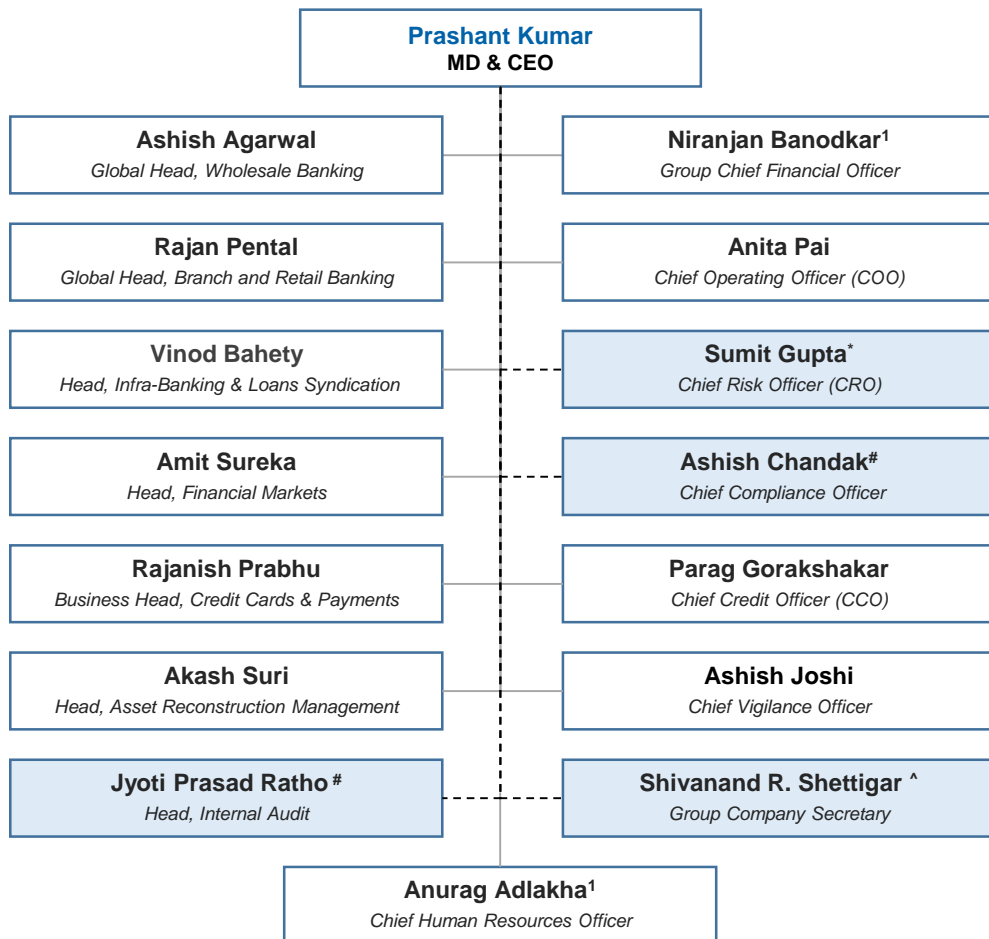 Prashant Kumar
MD & CEO
Ashish Agarwal
Global Head, Wholesale Banking
Niranjan Banodkar¹
Group Chief Financial Officer
Rajan Pental
Global Head, Branch and Retail Banking
Anita Pai
Chief Operating Officer (COO)
Vinod Bahety
Head, Infra-Banking & Loans Syndication
Sumit Gupta*
Chief Risk Officer (CRO)
Amit Sureka
Head, Financial Markets
Ashish Chandak#
Chief Compliance Officer
Rajanish Prabhu
Business Head, Credit Cards & Payments
Parag Gorakshakar
Chief Credit Officer (CCO)
Akash Suri
Head, Asset Reconstruction Management
Ashish Joshi
Chief Vigilance Officer
Jyoti Prasad Ratho #
Head, Internal Audit
Shivanand R. Shettigar ^
Group Company Secretary
Anurag Adlakha¹
Chief Human Resources Officer